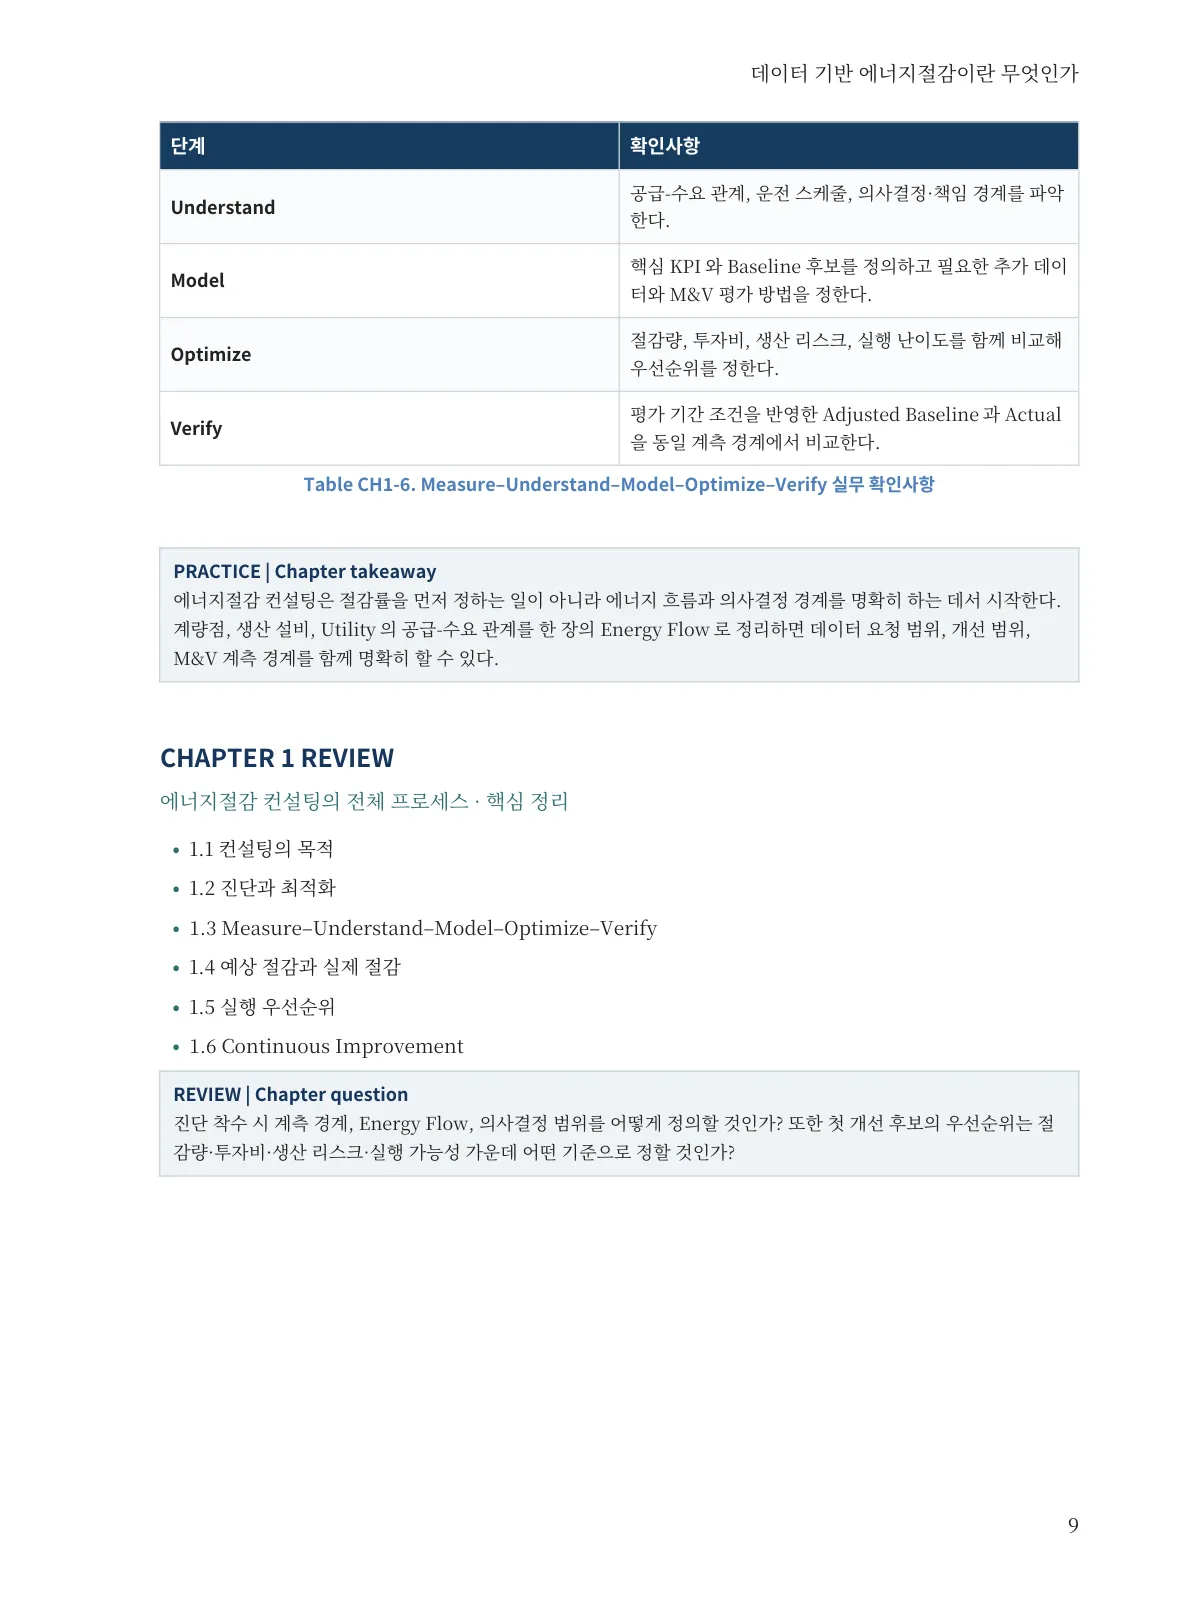 데이터 기반 에너지절감이란 무엇인가
단계
확인사항
Understand
공급-수요 관계, 운전 스케줄, 의사결정·책임 경계를 파악
한다.
Model
핵심 KPI 와 Baseline 후보를 정의하고 필요한 추가 데이
터와 M&V 평가 방법을 정한다.
Optimize
절감량, 투자비, 생산 리스크, 실행 난이도를 함께 비교해
우선순위를 정한다.
Verify
평가 기간 조건을 반영한 Adjusted Baseline 과 Actual
을 동일 계측 경계에서 비교한다.
Table CH1-6. Measure–Understand–Model–Optimize–Verify 실무 확인사항
PRACTICE | Chapter takeaway
에너지절감 컨설팅은 절감률을 먼저 정하는 일이 아니라 에너지 흐름과 의사결정 경계를 명확히 하는 데서 시작한다.
계량점, 생산 설비, Utility 의 공급-수요 관계를 한 장의 Energy Flow 로 정리하면 데이터 요청 범위, 개선 범위,
M&V 계측 경계를 함께 명확히 할 수 있다.
CHAPTER 1 REVIEW
에너지절감 컨설팅의 전체 프로세스 · 핵심 정리
• 1.1 컨설팅의 목적
• 1.2 진단과 최적화
• 1.3 Measure–Understand–Model–Optimize–Verify
• 1.4 예상 절감과 실제 절감
• 1.5 실행 우선순위
• 1.6 Continuous Improvement
REVIEW | Chapter question
진단 착수 시 계측 경계, Energy Flow, 의사결정 범위를 어떻게 정의할 것인가? 또한 첫 개선 후보의 우선순위는 절
감량·투자비·생산 리스크·실행 가능성 가운데 어떤 기준으로 정할 것인가?
9